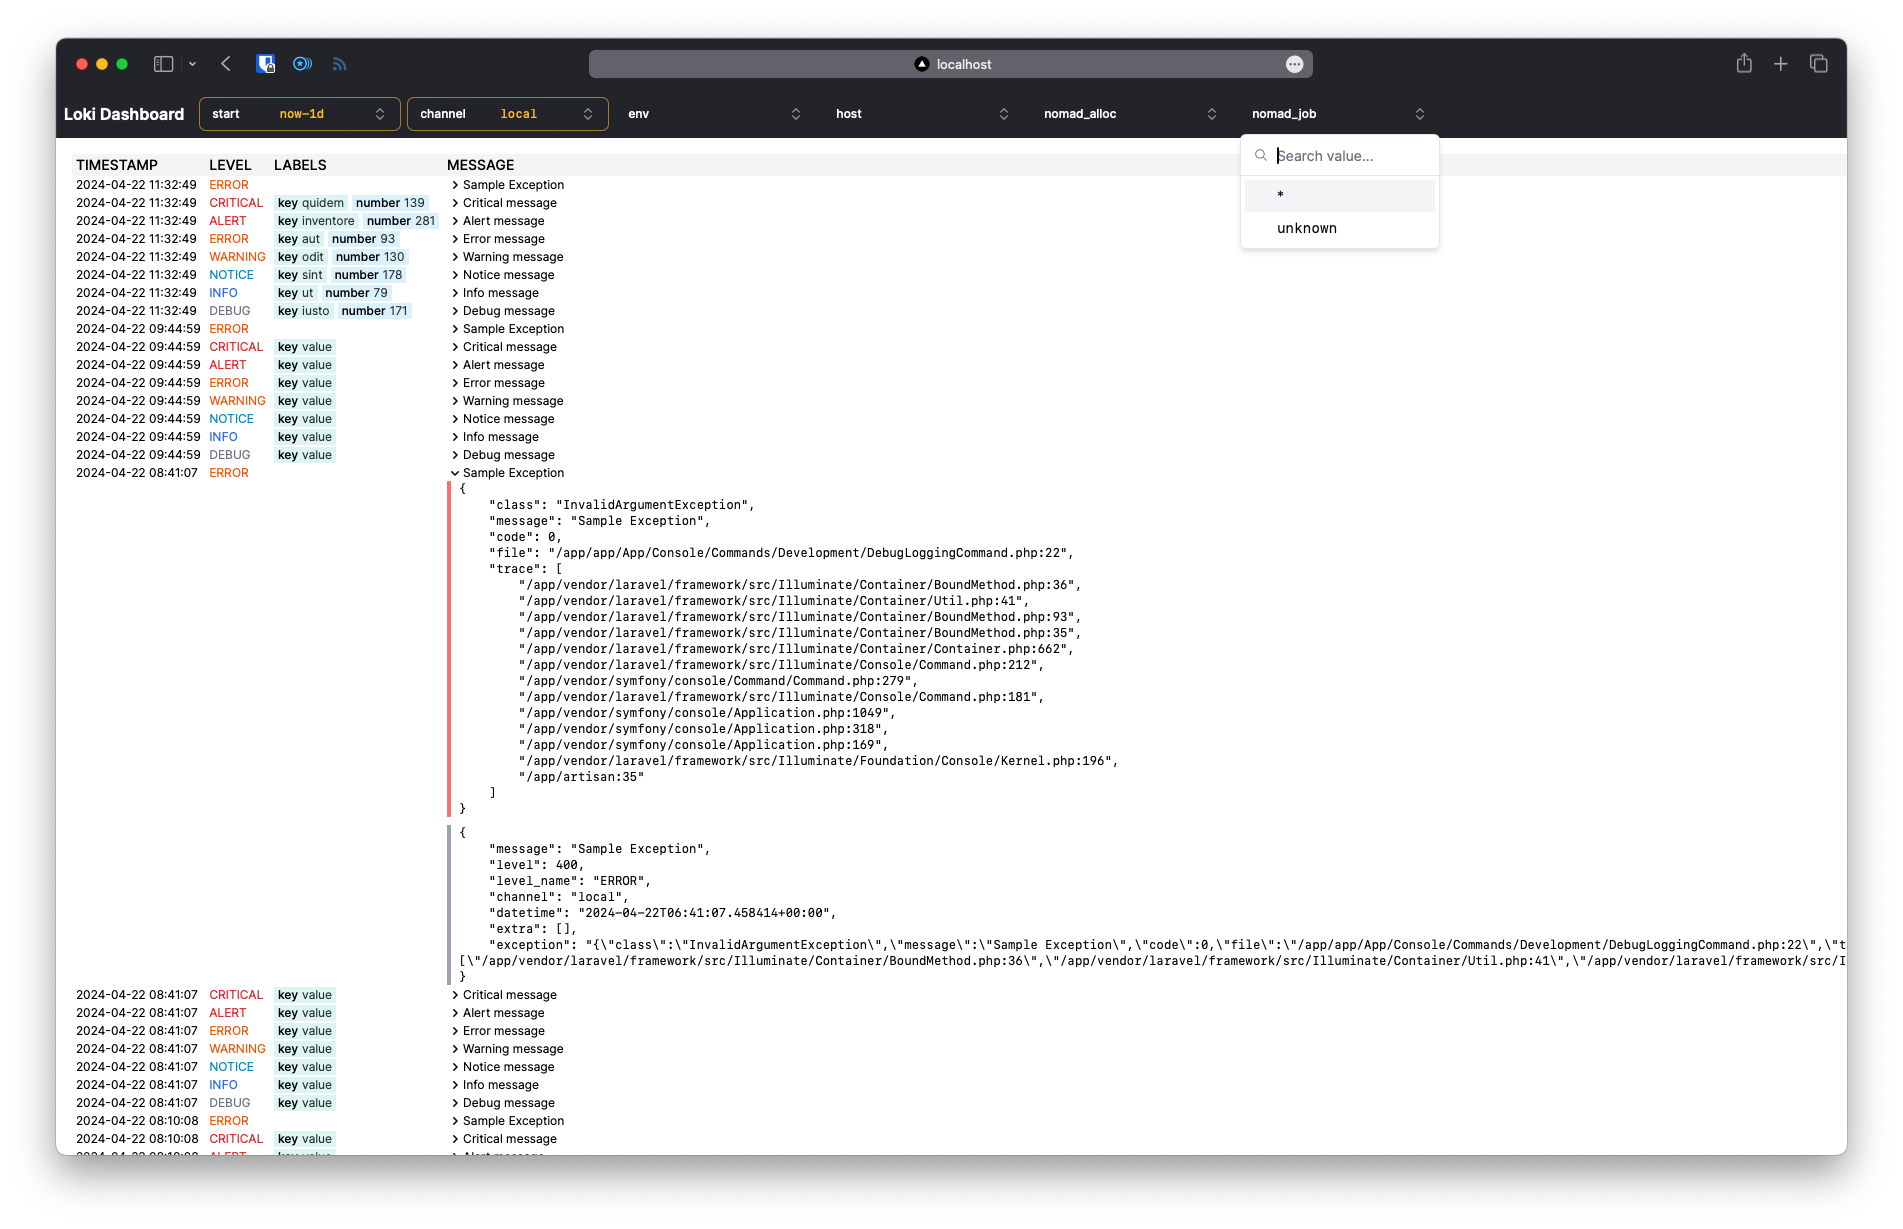 localhost
Loki Dashboard start now-1d channel local env host nomad_alloc nomad_job
Search value...
*
unknown
TIMESTAMP LEVEL LABELS MESSAGE
2024-04-22 11:32:49 ERROR Sample Exception
2024-04-22 11:32:49 CRITICAL key quidem number 139 Critical message
2024-04-22 11:32:49 ALERT key inventore number 281 Alert message
2024-04-22 11:32:49 ERROR key aut number 93 Error message
2024-04-22 11:32:49 WARNING key odit number 130 Warning message
2024-04-22 11:32:49 NOTICE key sint number 178 Notice message
2024-04-22 11:32:49 INFO key ut number 79 Info message
2024-04-22 11:32:49 DEBUG key iusto number 171 Debug message
2024-04-22 09:44:59 ERROR Sample Exception
2024-04-22 09:44:59 CRITICAL key value Critical message
2024-04-22 09:44:59 ALERT key value Alert message
2024-04-22 09:44:59 ERROR key value Error message
2024-04-22 09:44:59 WARNING key value Warning message
2024-04-22 09:44:59 NOTICE key value Notice message
2024-04-22 09:44:59 INFO key value Info message
2024-04-22 09:44:59 DEBUG key value Debug message
2024-04-22 08:41:07 ERROR Sample Exception
{
"class": "InvalidArgumentException",
"message": "Sample Exception",
"code": 0,
"file": "/app/app/App/Console/Commands/Development/DebugLoggingCommand.php:22",
"trace": [
"/app/vendor/laravel/framework/src/Illuminate/Container/BoundMethod.php:36",
"/app/vendor/laravel/framework/src/Illuminate/Container/Util.php:41",
"/app/vendor/laravel/framework/src/Illuminate/Container/BoundMethod.php:93",
"/app/vendor/laravel/framework/src/Illuminate/Container/BoundMethod.php:35",
"/app/vendor/laravel/framework/src/Illuminate/Container/Container.php:662",
"/app/vendor/laravel/framework/src/Illuminate/Console/Command.php:212",
"/app/vendor/symfony/console/Command/Command.php:279",
"/app/vendor/laravel/framework/src/Illuminate/Console/Command.php:181",
"/app/vendor/symfony/console/Application.php:1049",
"/app/vendor/symfony/console/Application.php:318",
"/app/vendor/symfony/console/Application.php:169",
"/app/vendor/laravel/framework/src/Illuminate/Foundation/Console/Kernel.php:196",
"/app/artisan:35"
]
}
{
"message": "Sample Exception",
"level": 400,
"level_name": "ERROR",
"channel": "local",
"datetime": "2024-04-22T06:41:07.458414+00:00",
"extra": [],
"exception": "{\"class\":\"InvalidArgumentException\",\"message\":\"Sample Exception\",\"code\":0,\"file\":\"/app/app/App/Console/Commands/Development/DebugLoggingCommand.php:22\",\"t
[\"/app/vendor/laravel/framework/src/Illuminate/Container/BoundMethod.php:36\",\"/app/vendor/laravel/framework/src/Illuminate/Container/Util.php:41\",\"/app/vendor/laravel/framework/src/I
}
2024-04-22 08:41:07 CRITICAL key value Critical message
2024-04-22 08:41:07 ALERT key value Alert message
2024-04-22 08:41:07 ERROR key value Error message
2024-04-22 08:41:07 WARNING key value Warning message
2024-04-22 08:41:07 NOTICE key value Notice message
2024-04-22 08:41:07 INFO key value Info message
2024-04-22 08:41:07 DEBUG key value Debug message
2024-04-22 08:10:08 ERROR Sample Exception
2024-04-22 08:10:08 CRITICAL key value Critical message